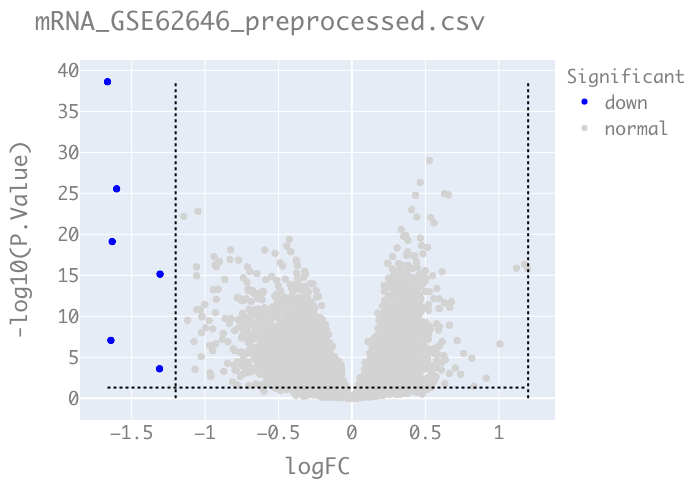 mRNA_GSE62646_preprocessed.csv
40
35
30
25
20
15
10
5
0
-log10(P.Value)
−1.5 −1 −0.5 0 0.5 1
logFC
Significant
down
normal